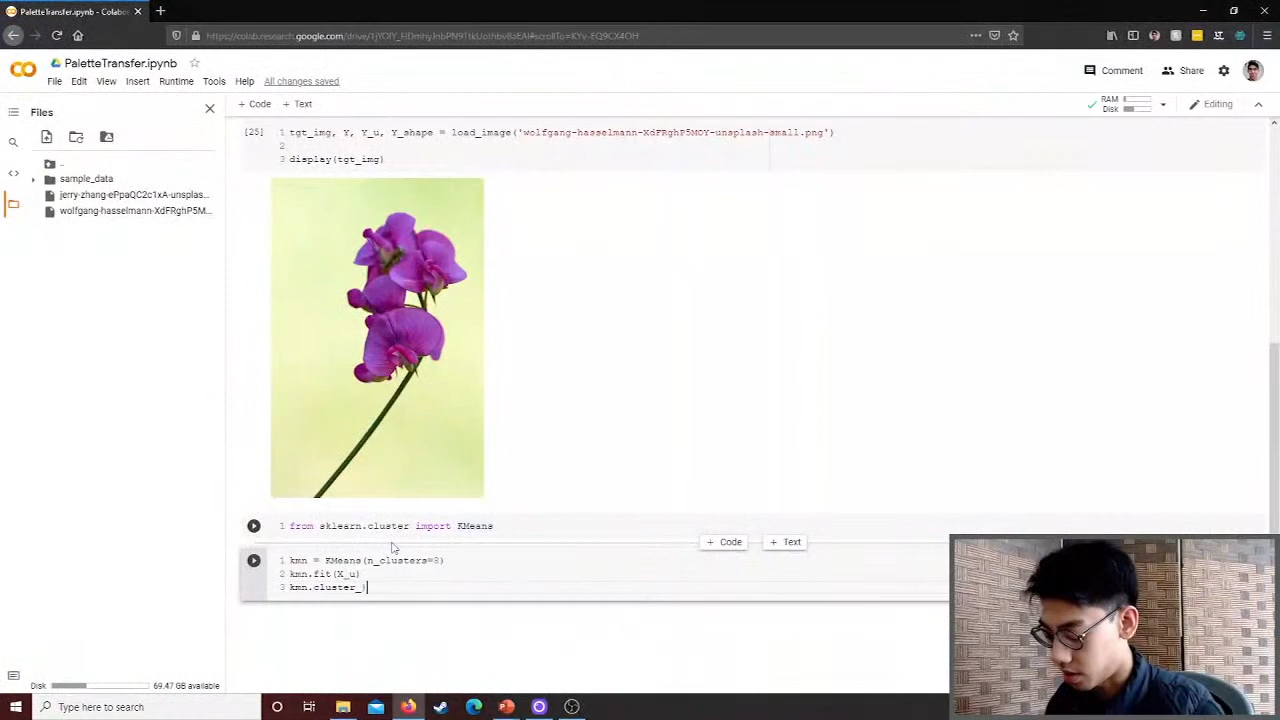 PaletteTransfer.ipynb - Colabor
PaletteTransfer.ipynb
File Edit View Insert Runtime Tools Help All changes saved
Comment Share
Files
+ Code + Text
RAM
Disk
Editing
..
sample_data
jerry-zhang-ePpaQC2c1xA-unsplas...
wolfgang-hasselmann-XdFRghP5M...
[25] 1 tgt_img, Y, Y_u, Y_shape = load_image('wolfgang-hasselmann-XdFRghP5MOY-unsplash-small.png')
2
3 display(tgt_img)
1 from sklearn.cluster import KMeans
+ Code + Text
1 kmn = KMeans(n_clusters=8)
2 kmn.fit(X_u)
3 kmn.cluster_)
Disk 69.47 GB available
Type here to search